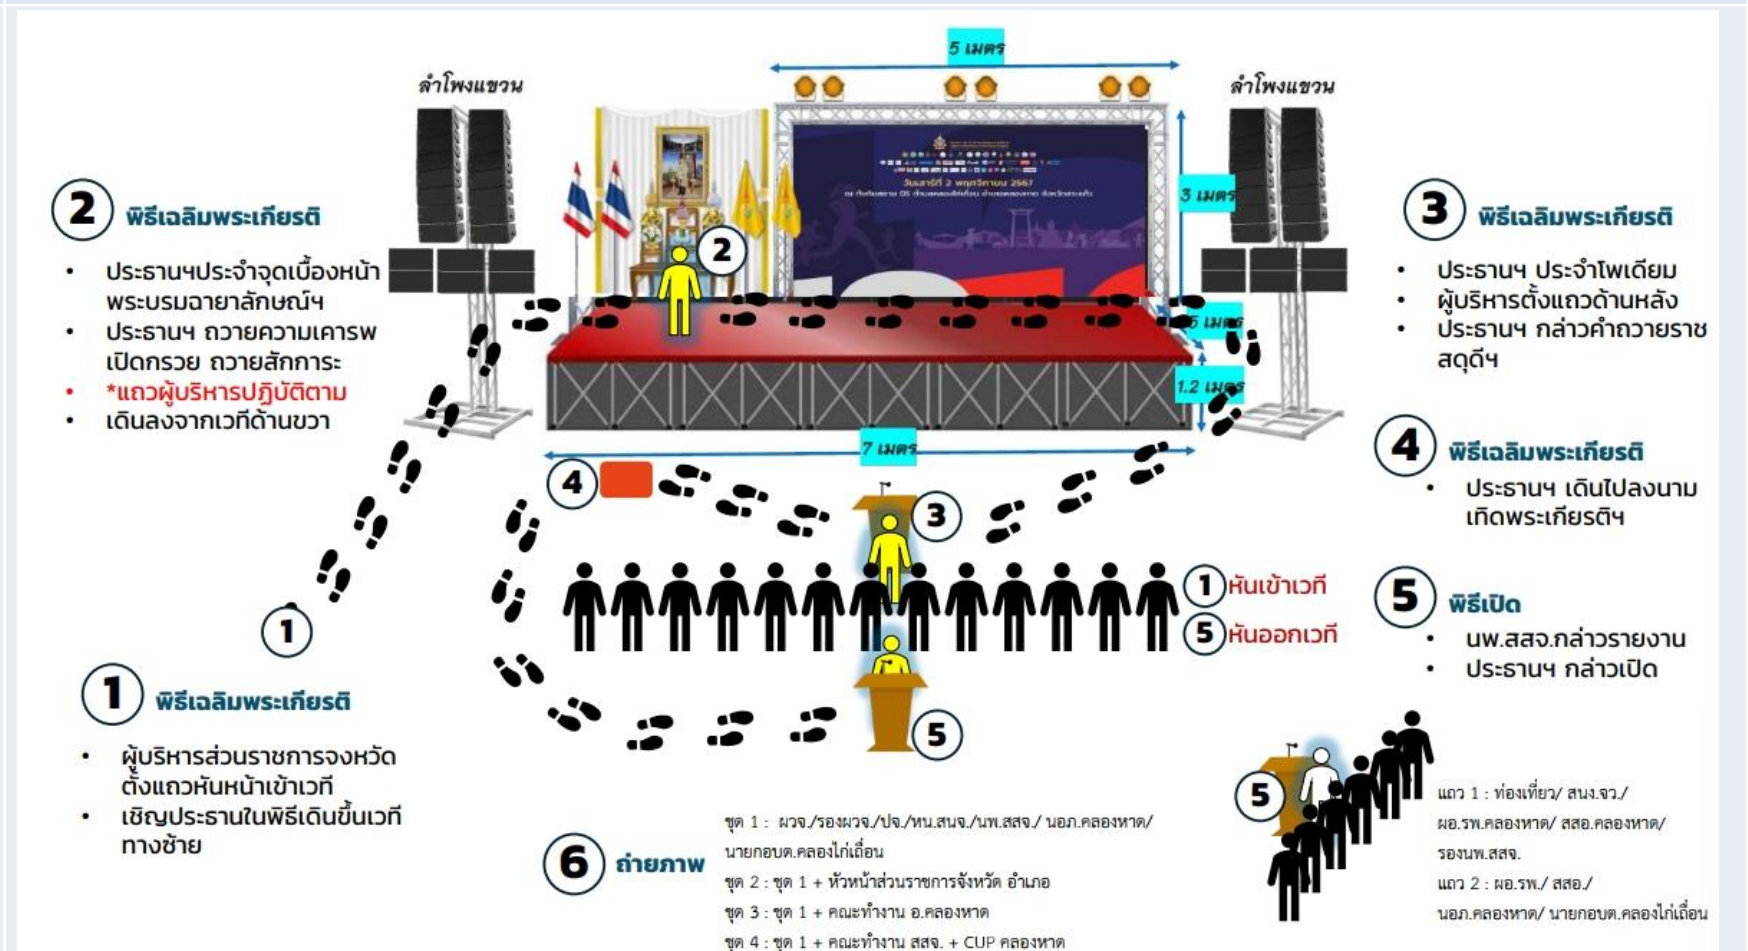 5 เมตร
ลำโพงแขวน
ลำโพงแขวน
วันเสาร์ที่ 2 พฤศจิกายน 2567
3 เมตร
2
พิธีเฉลิมพระเกียรติ
• ประธานฯประจำจุดเบื้องหน้า
พระบรมฉายาลักษณ์ฯ
• ประธานฯ ถวายความเคารพ
เปิดกรวย ถวายสักการะ
• *แถวผู้บริหารปฏิบัติตาม
• เดินลงจากเวทีด้านขวา
2
5 เมตร
1.2 เมตร
7 เมตร
3
พิธีเฉลิมพระเกียรติ
• ประธานฯ ประจำโพเดียม
• ผู้บริหารตั้งแถวด้านหลัง
• ประธานฯ กล่าวคำถวายราช
สดุดีฯ
4
3
4
พิธีเฉลิมพระเกียรติ
• ประธานฯ เดินไปลงนาม
เทิดพระเกียรติฯ
1 หันเข้าเวที
5 หันออกเวที
5
พิธีเปิด
• นพ.สสจ.กล่าวรายงาน
• ประธานฯ กล่าวเปิด
1
1
พิธีเฉลิมพระเกียรติ
• ผู้บริหารส่วนราชการจงหวัด
ตั้งแถวหันหน้าเข้าเวที
• เชิญประธานในพิธีเดินขึ้นเวที
ทางซ้าย
5
6 ถ่ายภาพ
ชุด 1 : ผวจ./รองผวจ./ปจ./หน.สนจ./นพ.สสจ./ นอภ.คลองหาด/
นายกอบต.คลองไก่เถื่อน
ชุด 2 : ชุด 1 + หัวหน้าส่วนราชการจังหวัด อำเภอ
ชุด 3 : ชุด 1 + คณะทำงาน อ.คลองหาด
ชุด 4 : ชุด 1 + คณะทำงาน สสจ. + CUP คลองหาด
5
แถว 1 : ท่องเที่ยว/ สนง.จว./
ผอ.รพ.คลองหาด/ สสอ.คลองหาด/
รองนพ.สสจ.
แถว 2 : ผอ.รพ./ สสอ./
นอภ.คลองหาด/ นายกอบต.คลองไก่เถื่อน